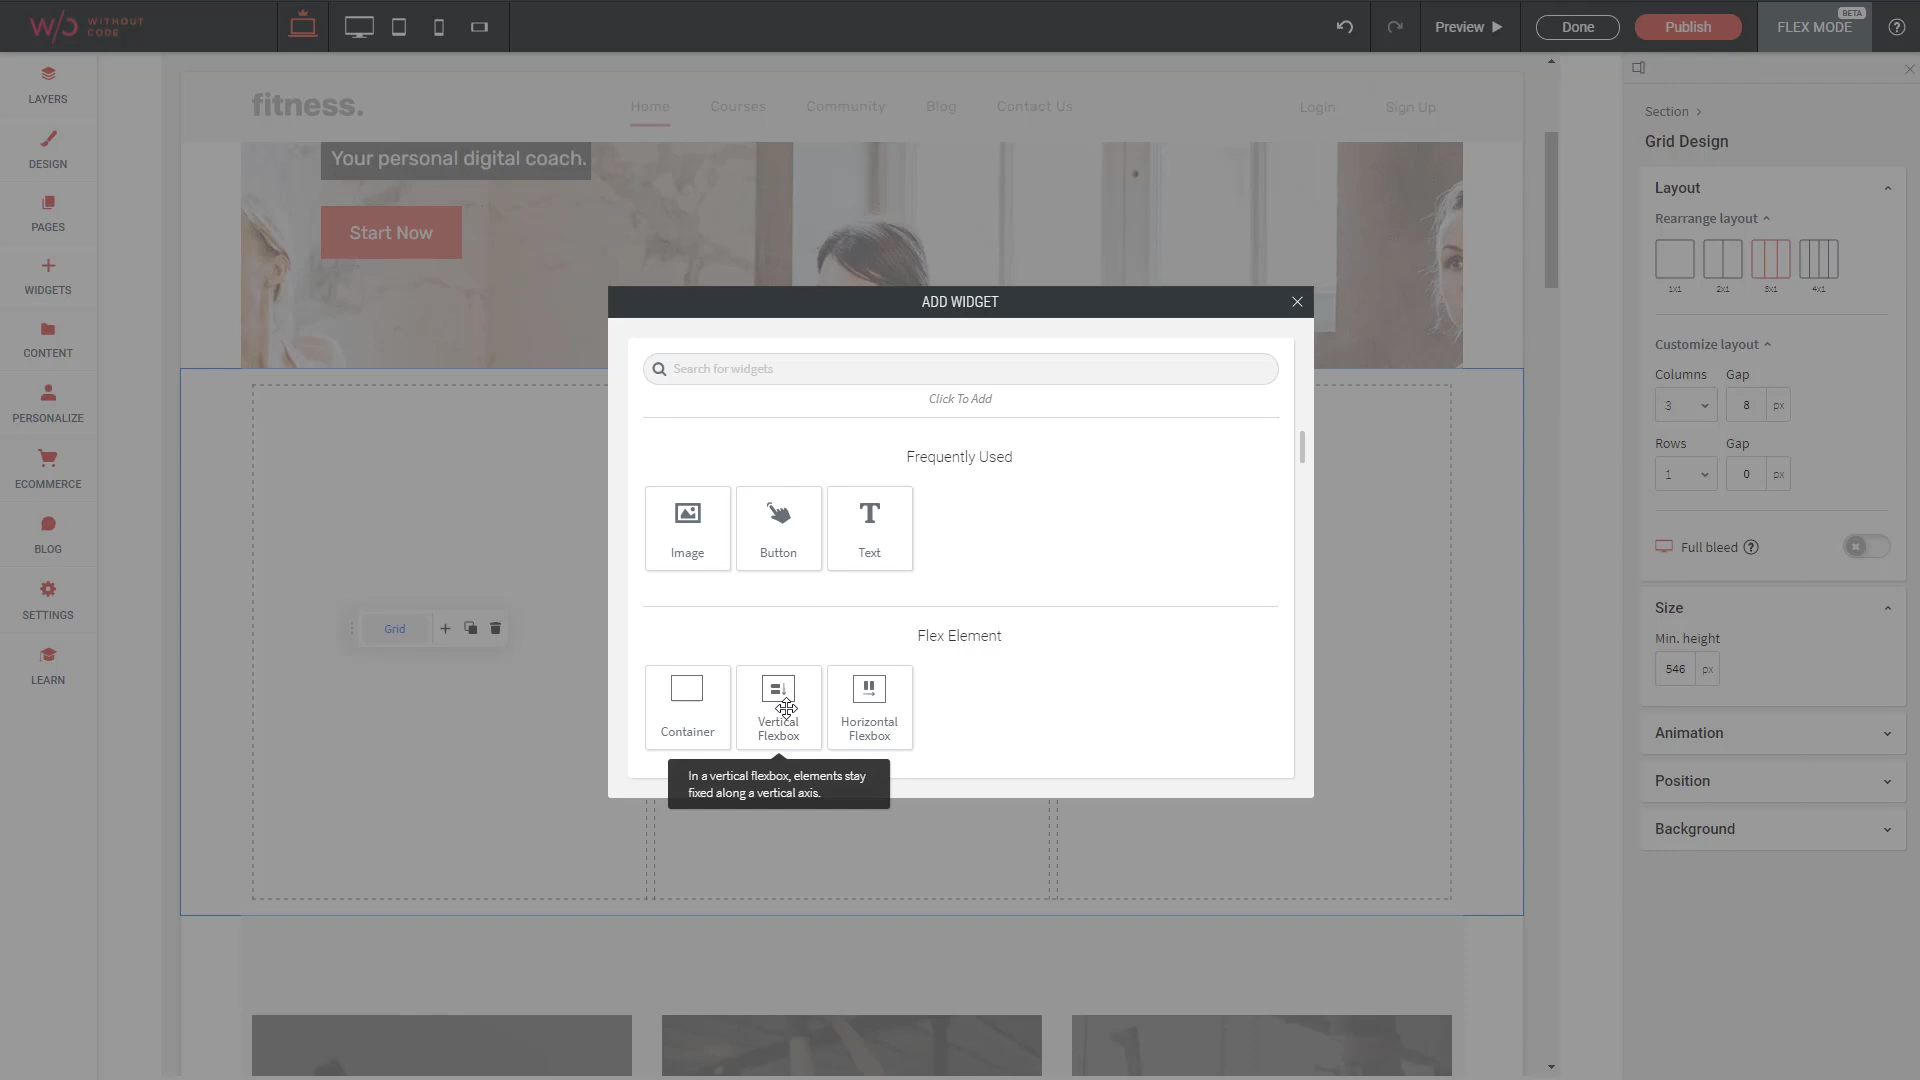 W/O WITHOUT
CODE
Preview
Done
Publish
FLEX MODE
BETA
LAYERS
DESIGN
PAGES
WIDGETS
CONTENT
PERSONALIZE
ECOMMERCE
BLOG
SETTINGS
LEARN
fitness.
Home
Courses
Community
Blog
Contact Us
Login
Sign Up
Your personal digital coach.
Start Now
Grid
ADD WIDGET
Search for widgets
Click To Add
Frequently Used
Image
Button
Text
Flex Element
Container
Vertical
Flexbox
Horizontal
Flexbox
In a vertical flexbox, elements stay
fixed along a vertical axis.
Section >
Grid Design
Layout
Rearrange layout
1x1
2x1
3x1
4x1
Customize layout
Columns
Gap
3
8
px
Rows
Gap
1
0
px
Full bleed
Size
Min. height
546
px
Animation
Position
Background